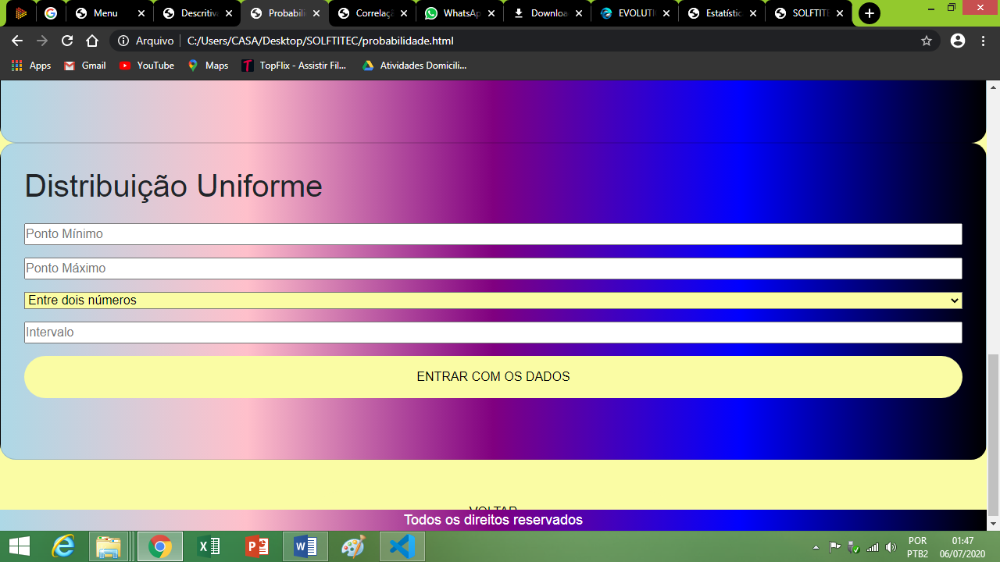 Menu
Descritiv
Probabili
Correlaçã
WhatsAp
Downloa
EVOLUTI
Estatístic
SOLFTITE
Arquivo C:/Users/CASA/Desktop/SOLFTITEC/probabilidade.html
Apps Gmail YouTube Maps TopFlix - Assistir Fil... Atividades Domicili...
Distribuição Uniforme
Ponto Mínimo
Ponto Máximo
Entre dois números
Intervalo
ENTRAR COM OS DADOS
VOLTAR
Todos os direitos reservados
POR 01:47
PTB2 06/07/2020